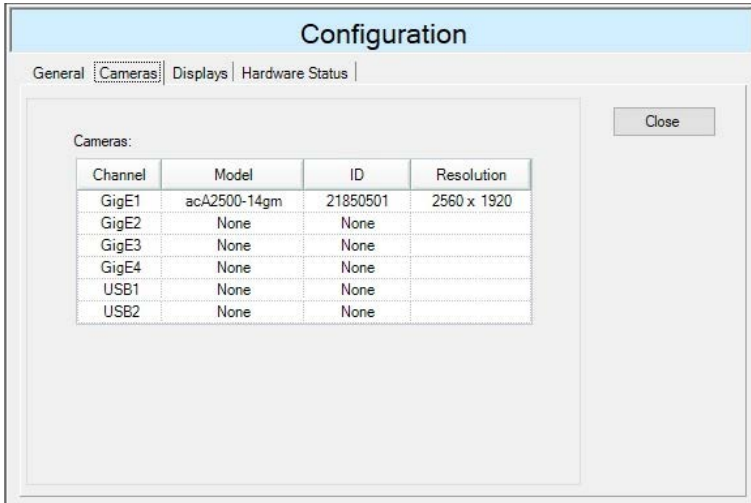 Configuration
General Cameras Displays Hardware Status
Close
Cameras:
Channel Model ID Resolution
GigE1 acA2500-14gm 21850501 2560 x 1920
GigE2 None None
GigE3 None None
GigE4 None None
USB1 None None
USB2 None None